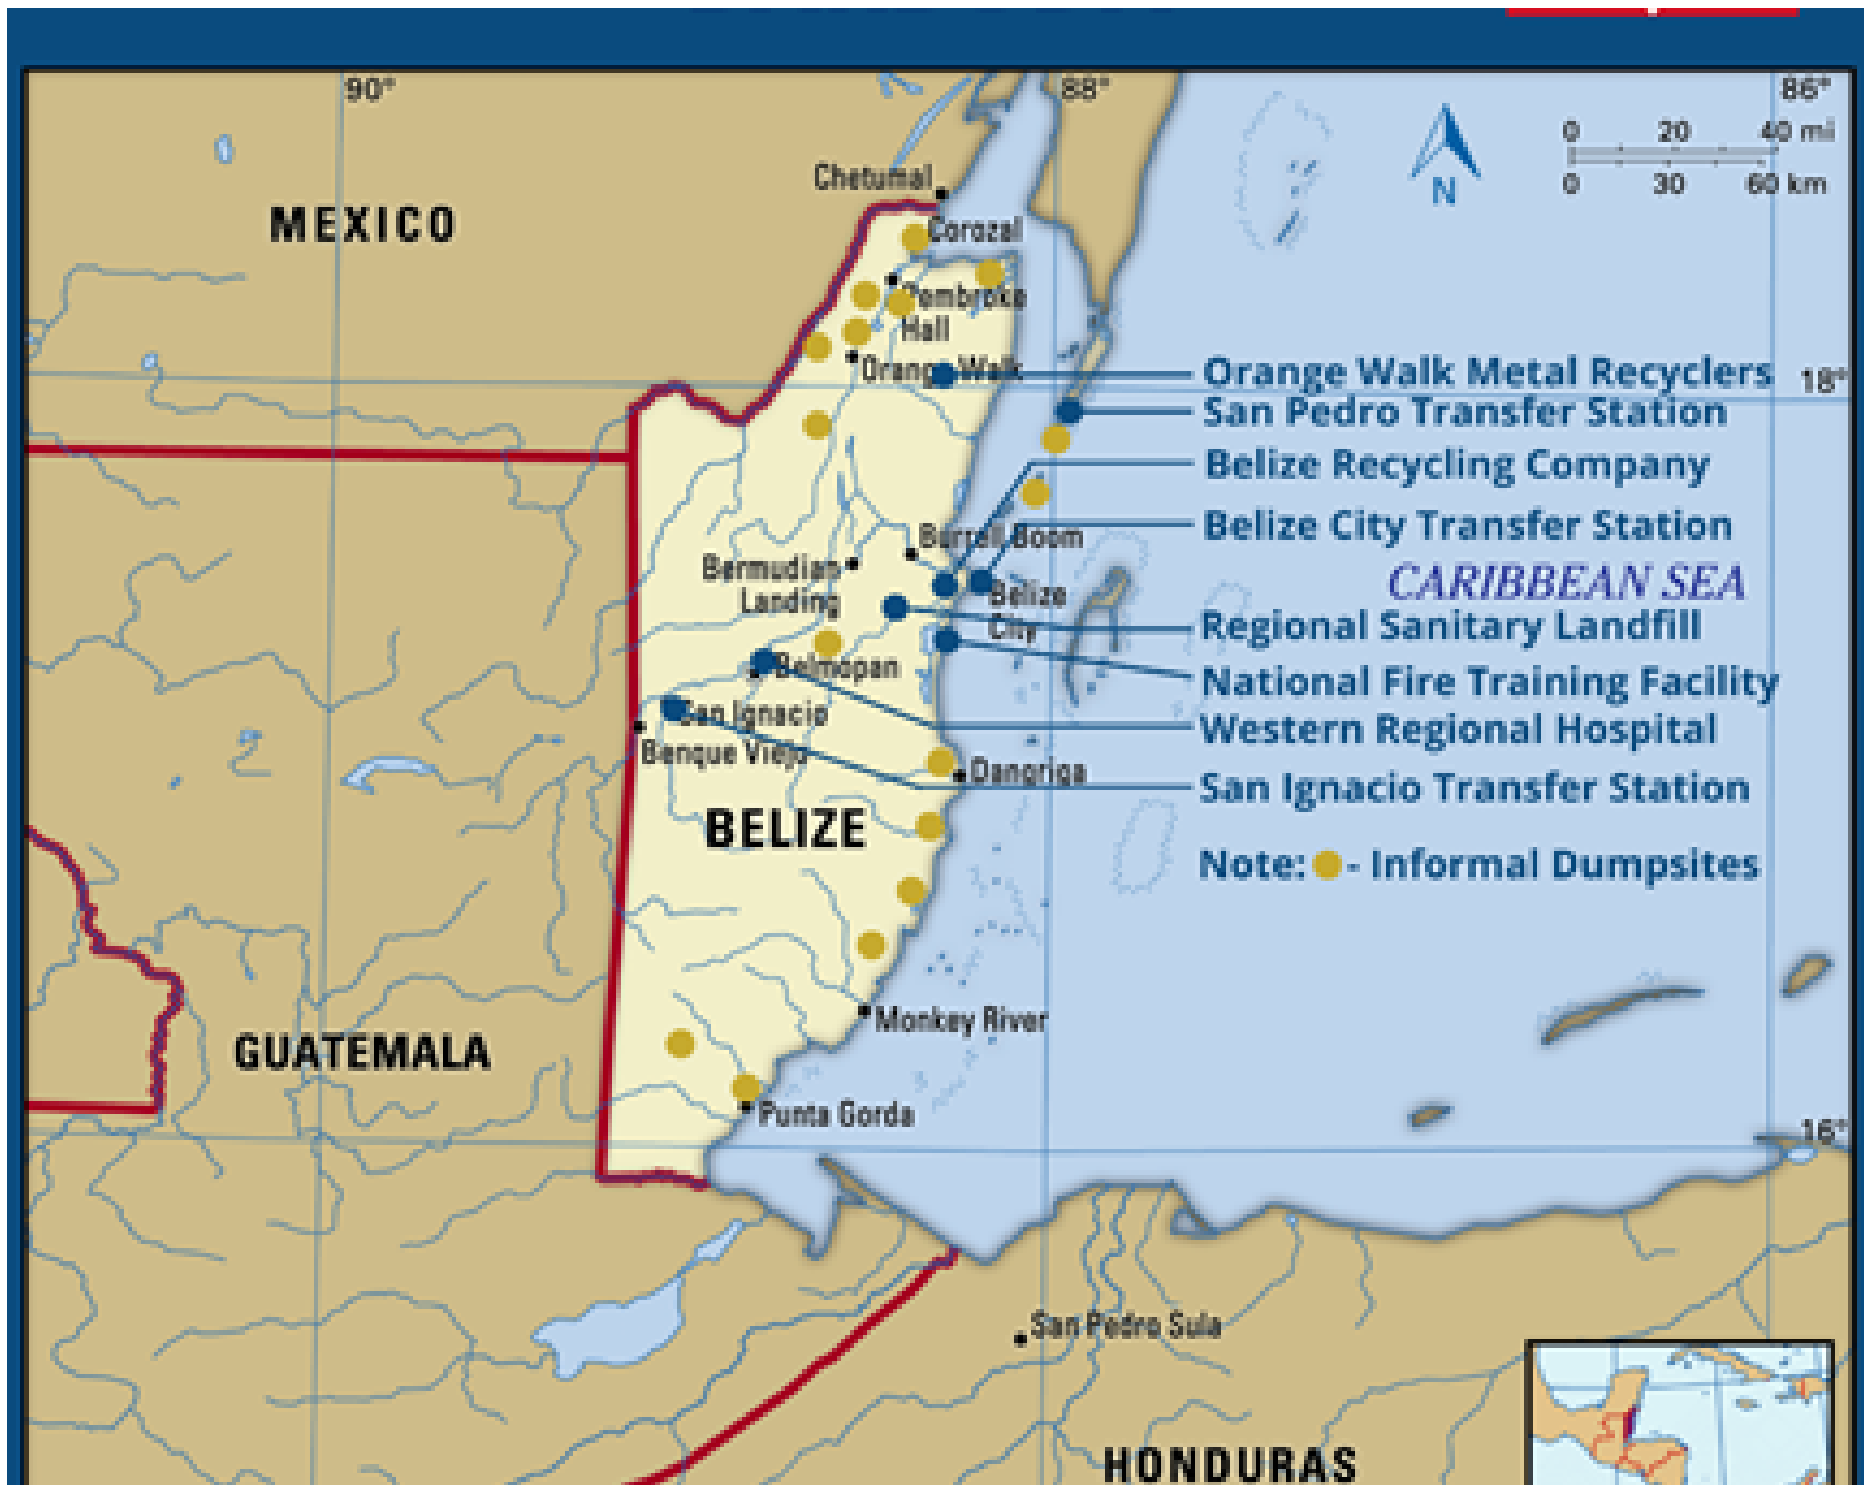 90°
88°
86°
0 20 40 mi
0 30 60 km
N
Chetumal
MEXICO
Corozal
Pembroke
Hall
Orange Walk
Orange Walk Metal Recyclers
18°
San Pedro Transfer Station
Belize Recycling Company
Belize City Transfer Station
Burrell Boom
Bermudian
Landing
CARIBBEAN SEA
Belize
City
Regional Sanitary Landfill
Belmopan
National Fire Training Facility
San Ignacio
Western Regional Hospital
Benque Viejo
Dangriga
San Ignacio Transfer Station
BELIZE
Note: - Informal Dumpsites
Monkey River
GUATEMALA
Punta Gorda
16°
San Pedro Sula
HONDURAS